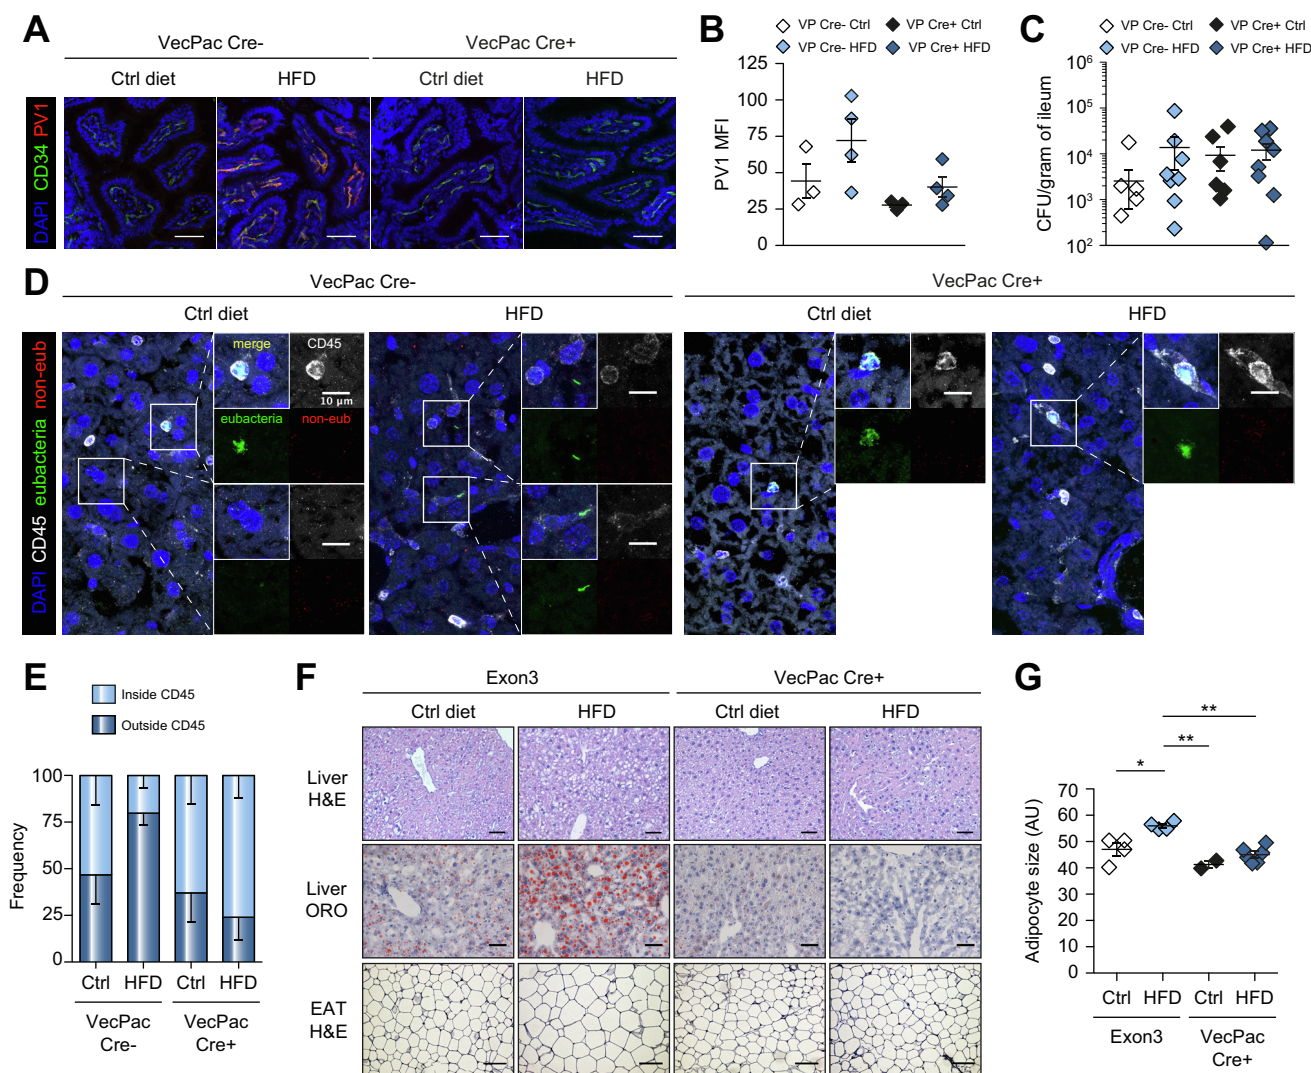 A
VecPac Cre-
VecPac Cre+
Ctrl diet
HFD
Ctrl diet
HFD
DAPI CD34 PV1
B
VP Cre- Ctrl
VP Cre+ Ctrl
VP Cre- HFD
VP Cre+ HFD
PV1 MFI
125
100
75
50
25
0
C
VP Cre- Ctrl
VP Cre+ Ctrl
VP Cre- HFD
VP Cre+ HFD
CFU/gram of ileum
10⁶
10⁵
10⁴
10³
10²
D
VecPac Cre-
VecPac Cre+
Ctrl diet
HFD
Ctrl diet
HFD
DAPI CD45 eubacteria non-eub
merge
CD45
10 µm
eubacteria
non-eub
E
Inside CD45
Outside CD45
Frequency
100
75
50
25
0
Ctrl
HFD
Ctrl
HFD
VecPac
Cre-
VecPac
Cre+
F
Exon3
VecPac Cre+
Ctrl diet
HFD
Ctrl diet
HFD
Liver
H&E
Liver
ORO
EAT
H&E
G
**
**
*
Adipocyte size (AU)
70
60
50
40
30
20
10
0
Ctrl
HFD
Ctrl
HFD
Exon3
VecPac
Cre+